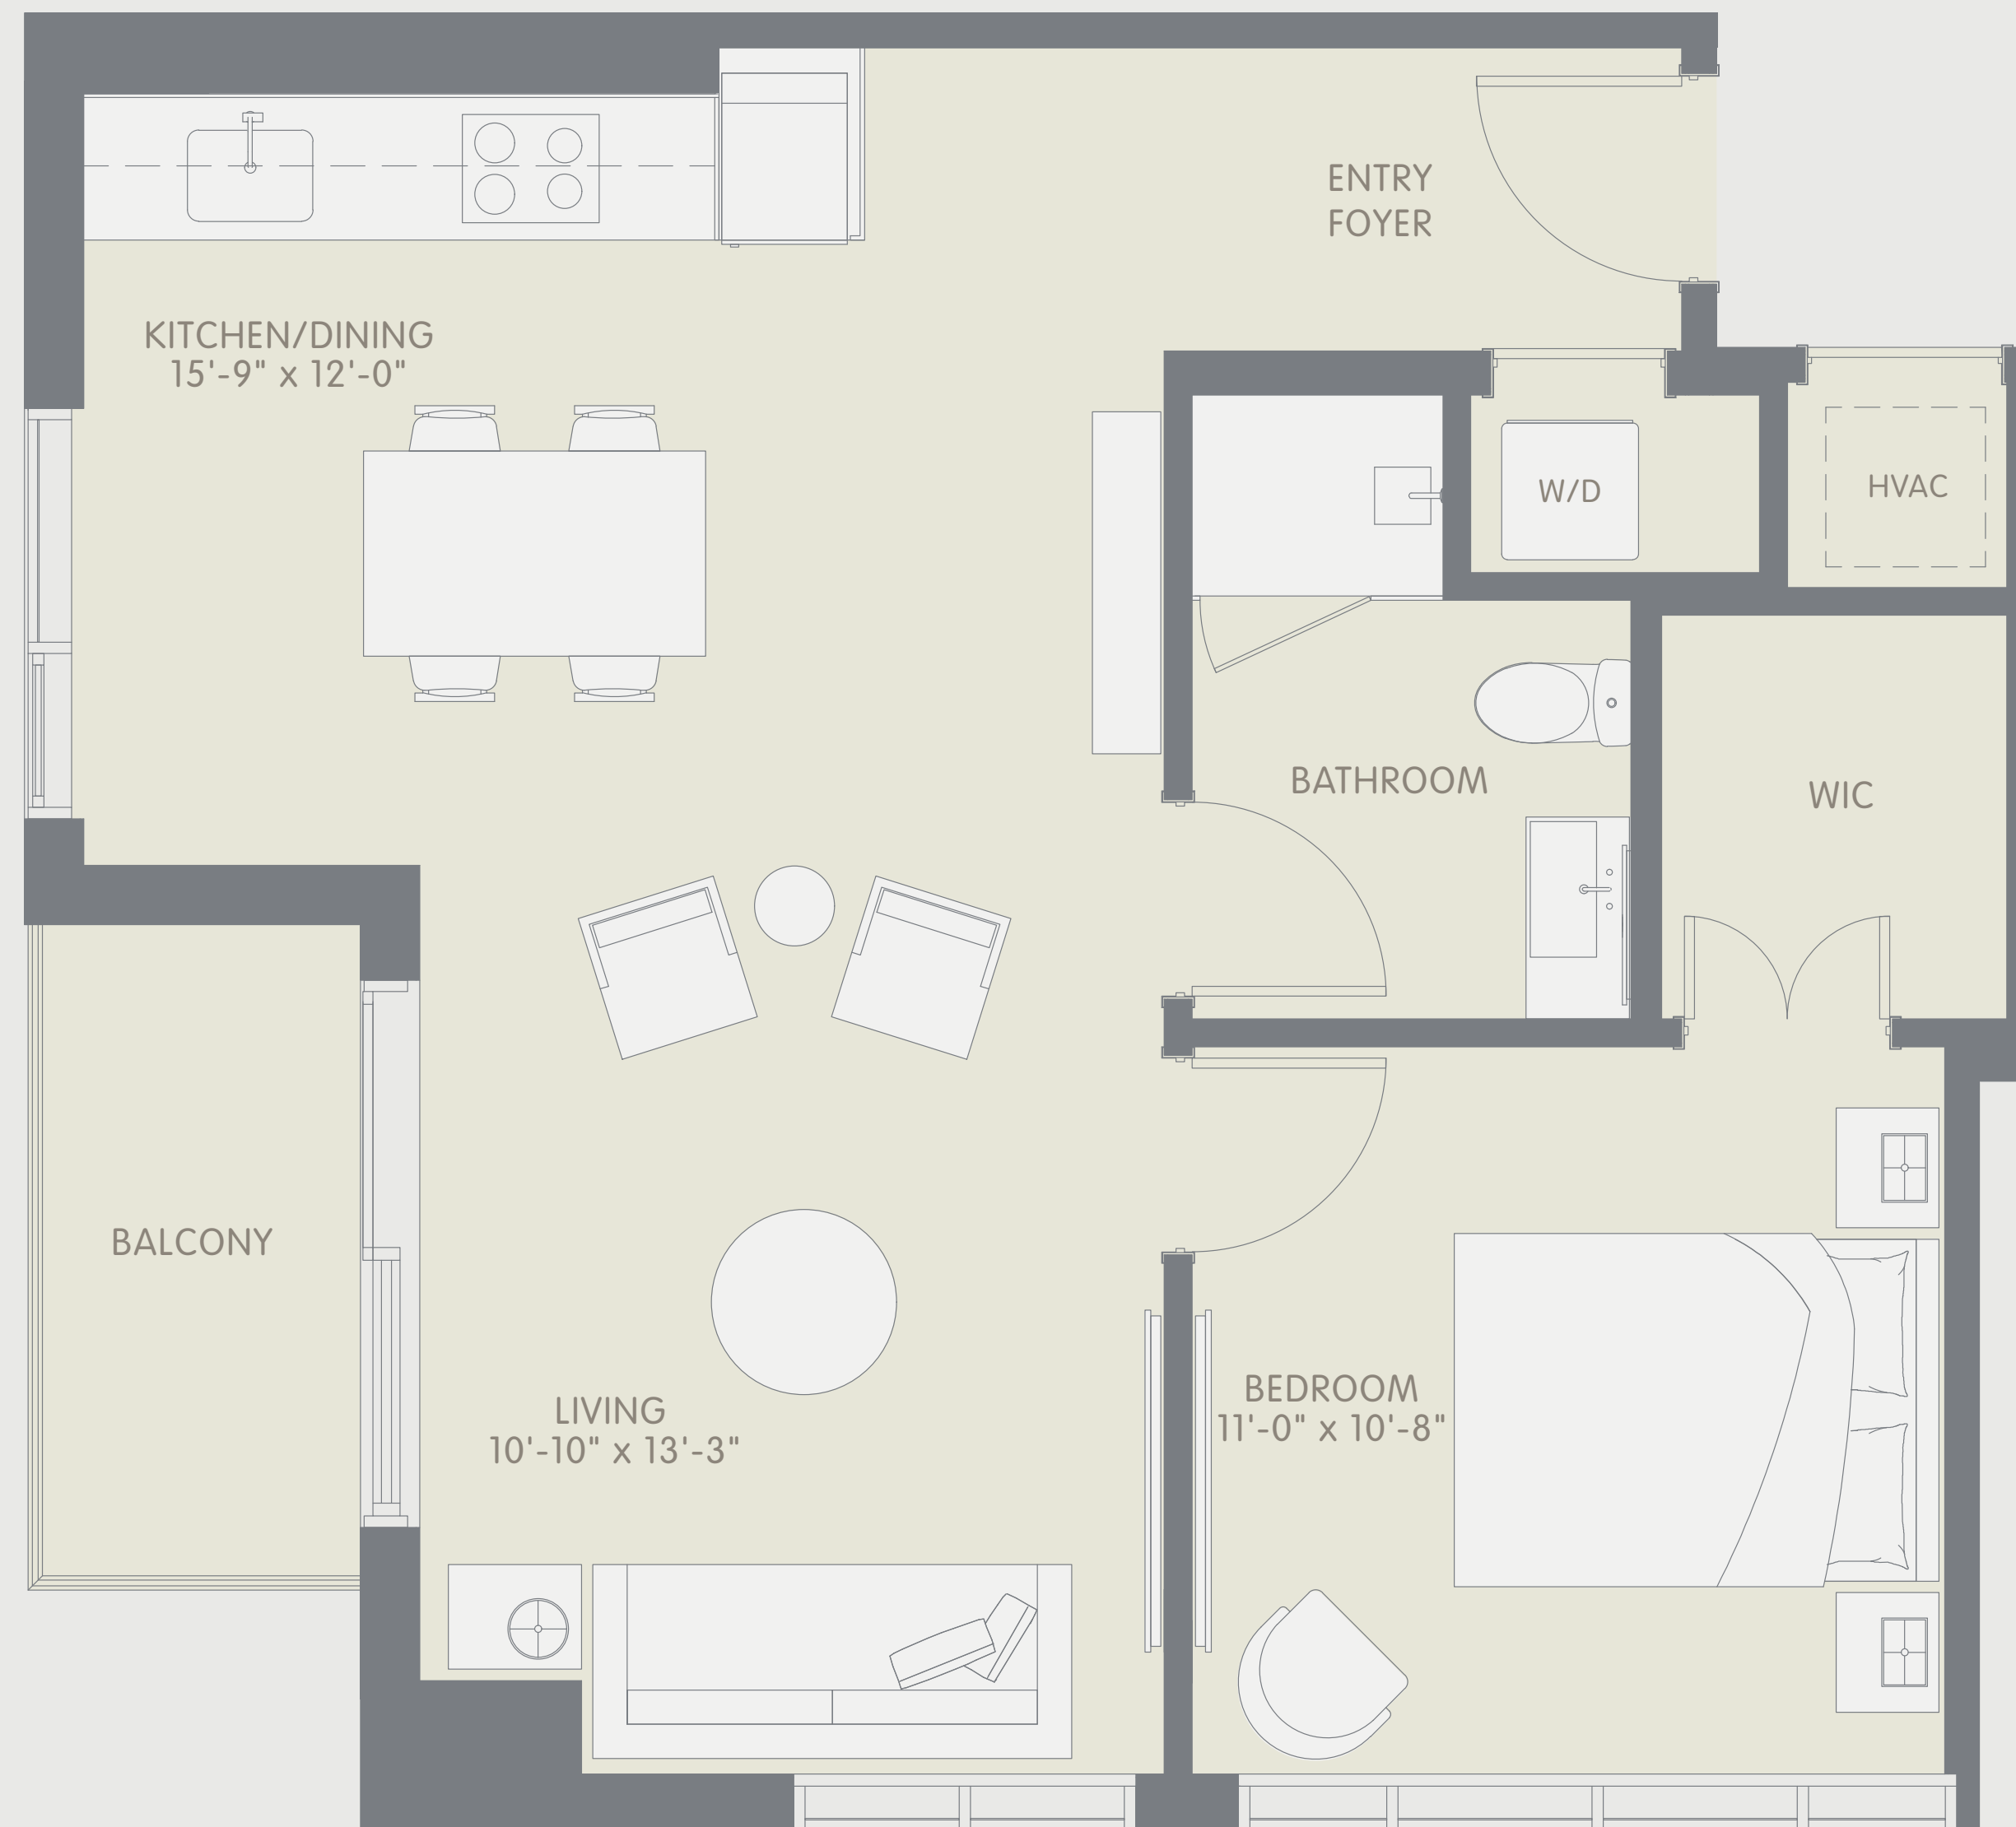 ENTRY
FOYER
KITCHEN/DINING
15'-9" x 12'-0"
W/D
HVAC
BATHROOM
WIC
BALCONY
LIVING
10'-10" x 13'-3"
BEDROOM
11'-0" x 10'-8"